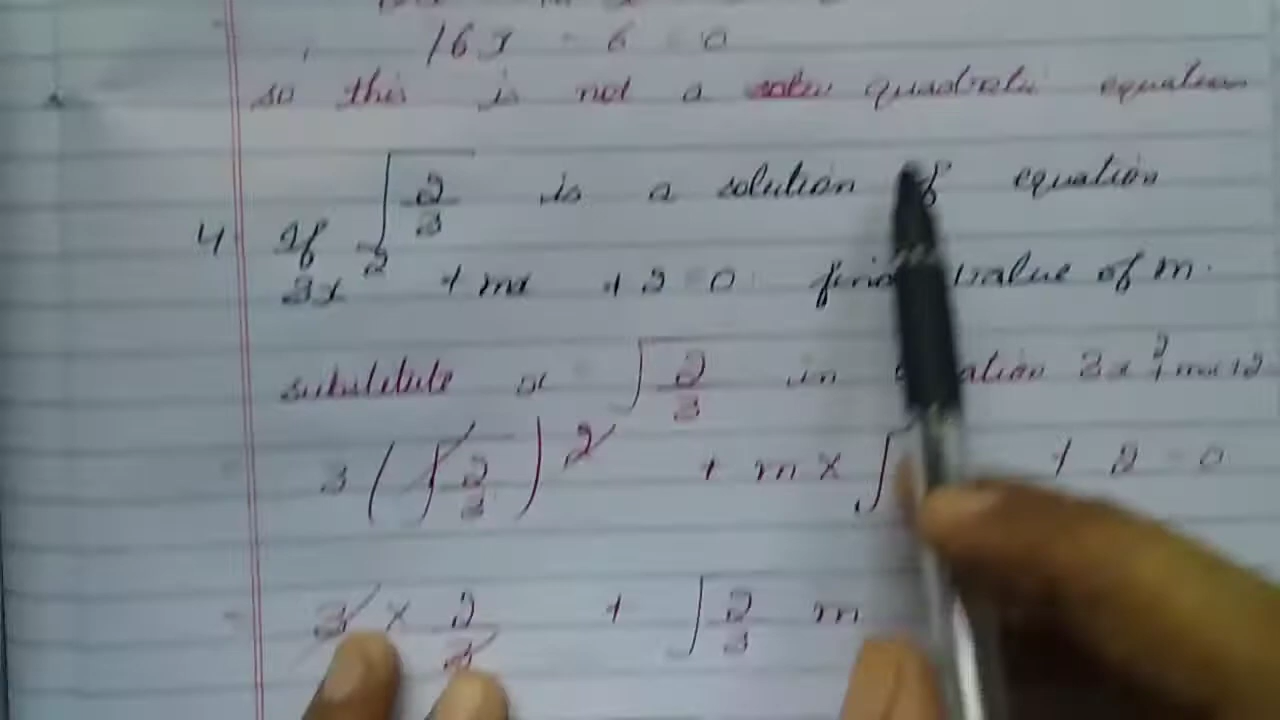 16x - 6 = 0
so this is not a quadratic equation
4 If √2/3 is a solution of equation
3x² + mx + 2 = 0 find value of m.
substitute x = √2/3 in equation 3x² + mx + 2
3 (√2/3)² + m × √ + 2 = 0
= 3 × 2/3 + √2/3 m